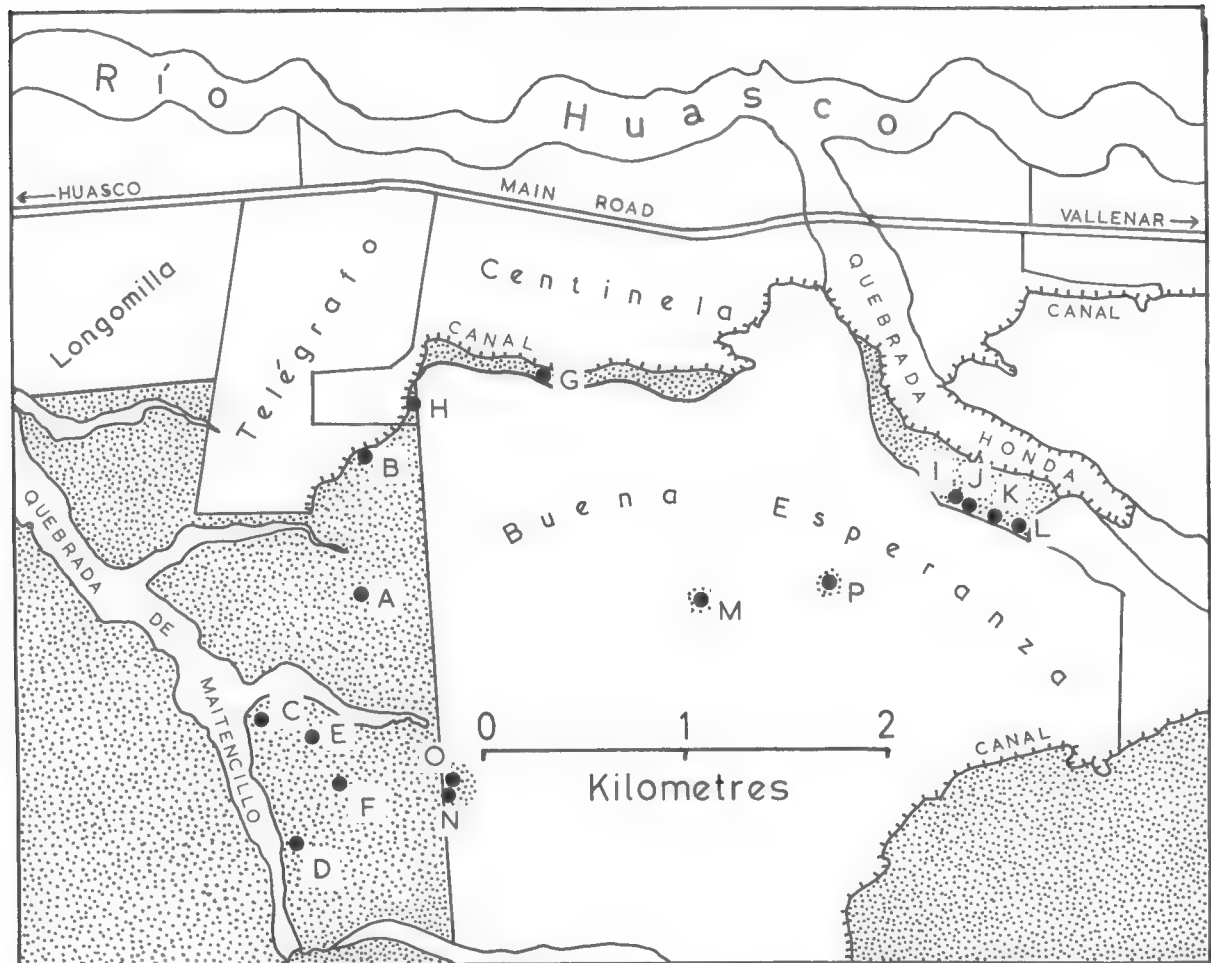 Río Huasco
← HUASCO
MAIN ROAD
VALLENAR →
Longomilla
Telégrafo
Centinela
CANAL
CANAL
QUEBRADA HONDA
G
H
B
I
J
K
L
Buena Esperanza
QUEBRADA DE MAITENCILLO
A
M
P
C
E
O
F
N
D
0 1 2
Kilometres
CANAL